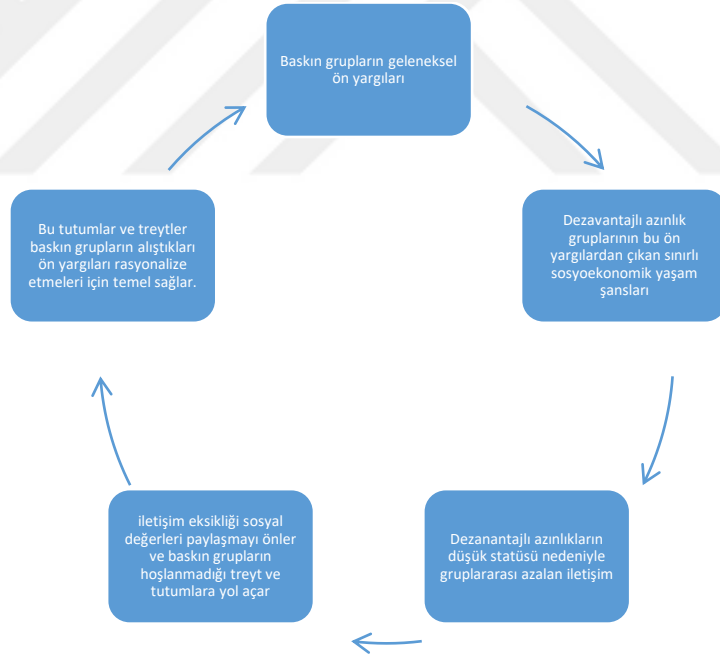 Baskın grupların geleneksel
ön yargıları
Dezavantajlı azınlık
gruplarının bu ön
yargılardan çıkan sınırlı
sosyoekonomik yaşam
şansları
Dezanantajlı azınlıkların
düşük statüsü nedeniyle
gruplararası azalan iletişim
iletişim eksikliği sosyal
değerleri paylaşmayı önler
ve baskın grupların
hoşlanmadığı treyt ve
tutumlara yol açar
Bu tutumlar ve treytler
baskın grupların alıştıkları
ön yargıları rasyonalize
etmeleri için temel sağlar.